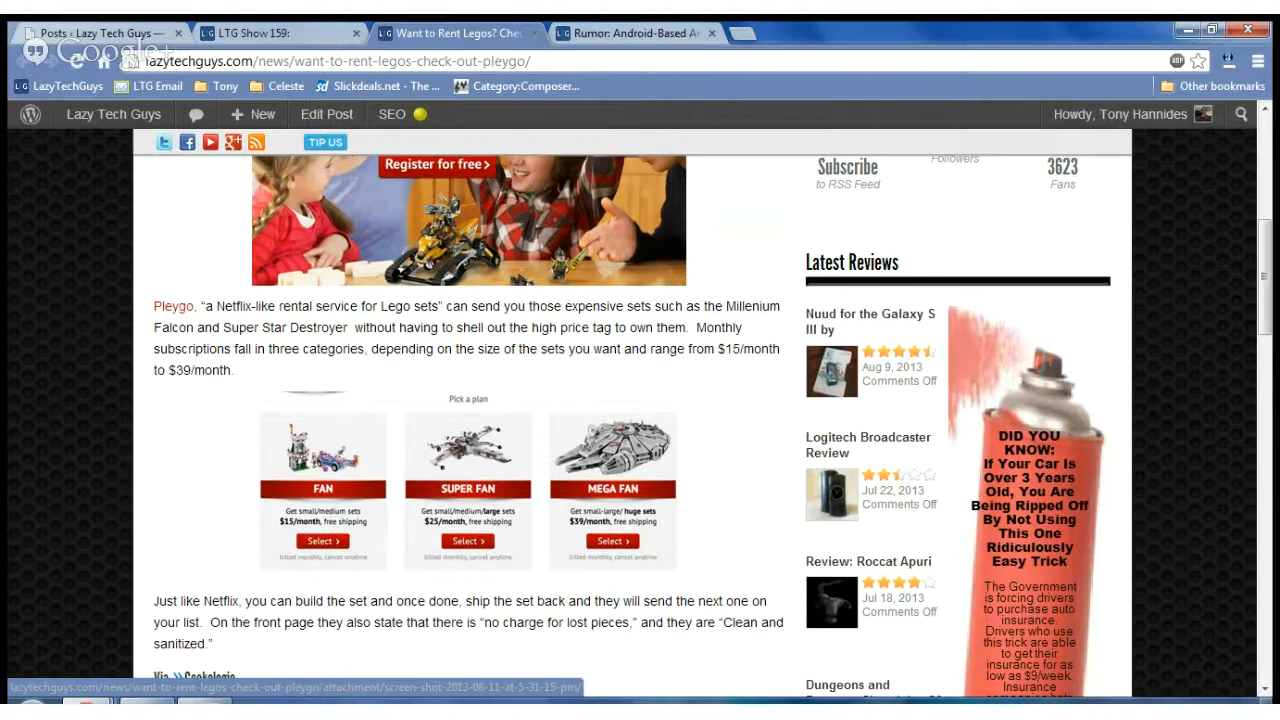 Posts ‹ Lazy Tech Guys —
LTG Show 159:
Want to Rent Legos? Che
Rumor: Android-Based A
Google+
lazytechguys.com/news/want-to-rent-legos-check-out-pleygo/
ABP
LG LazyTechGuys
LTG Email
Tony
Celeste
sd Slickdeals.net - The ...
Category:Composer...
Other bookmarks
Lazy Tech Guys
New
Edit Post
SEO
Howdy, Tony Hannides
TIP US
Register for free >
Subscribe
to RSS Feed
Followers
3623
Fans
Pleygo, “a Netflix-like rental service for Lego sets” can send you those expensive sets such as the Millenium
Falcon and Super Star Destroyer without having to shell out the high price tag to own them. Monthly
subscriptions fall in three categories, depending on the size of the sets you want and range from $15/month
to $39/month.
Pick a plan
FAN
Get small/medium sets
$15/month, free shipping
Select >
billed monthly, cancel anytime
SUPER FAN
Get small/medium/large sets
$25/month, free shipping
Select >
billed monthly, cancel anytime
MEGA FAN
Get small-large/ huge sets
$39/month, free shipping
Select >
billed monthly, cancel anytime
Just like Netflix, you can build the set and once done, ship the set back and they will send the next one on
your list. On the front page they also state that there is “no charge for lost pieces,” and they are “Clean and
sanitized.”
Via » Cookologie
Latest Reviews
Nuud for the Galaxy S
III by
Aug 9, 2013
Comments Off
Logitech Broadcaster
Review
Jul 22, 2013
Comments Off
Review: Roccat Apuri
Jul 18, 2013
Comments Off
Dungeons and
DID YOU
KNOW:
If Your Car Is
Over 3 Years
Old, You Are
Being Ripped Off
By Not Using
This One
Ridiculously
Easy Trick
The Government
is forcing drivers
to purchase auto
insurance.
Drivers who use
this trick are able
to get their
insurance for as
low as $9/week.
Insurance
lazytechguys.com/news/want-to-rent-legos-check-out-pleygo/attachment/screen-shot-2013-08-11-at-5-31-15-pm/